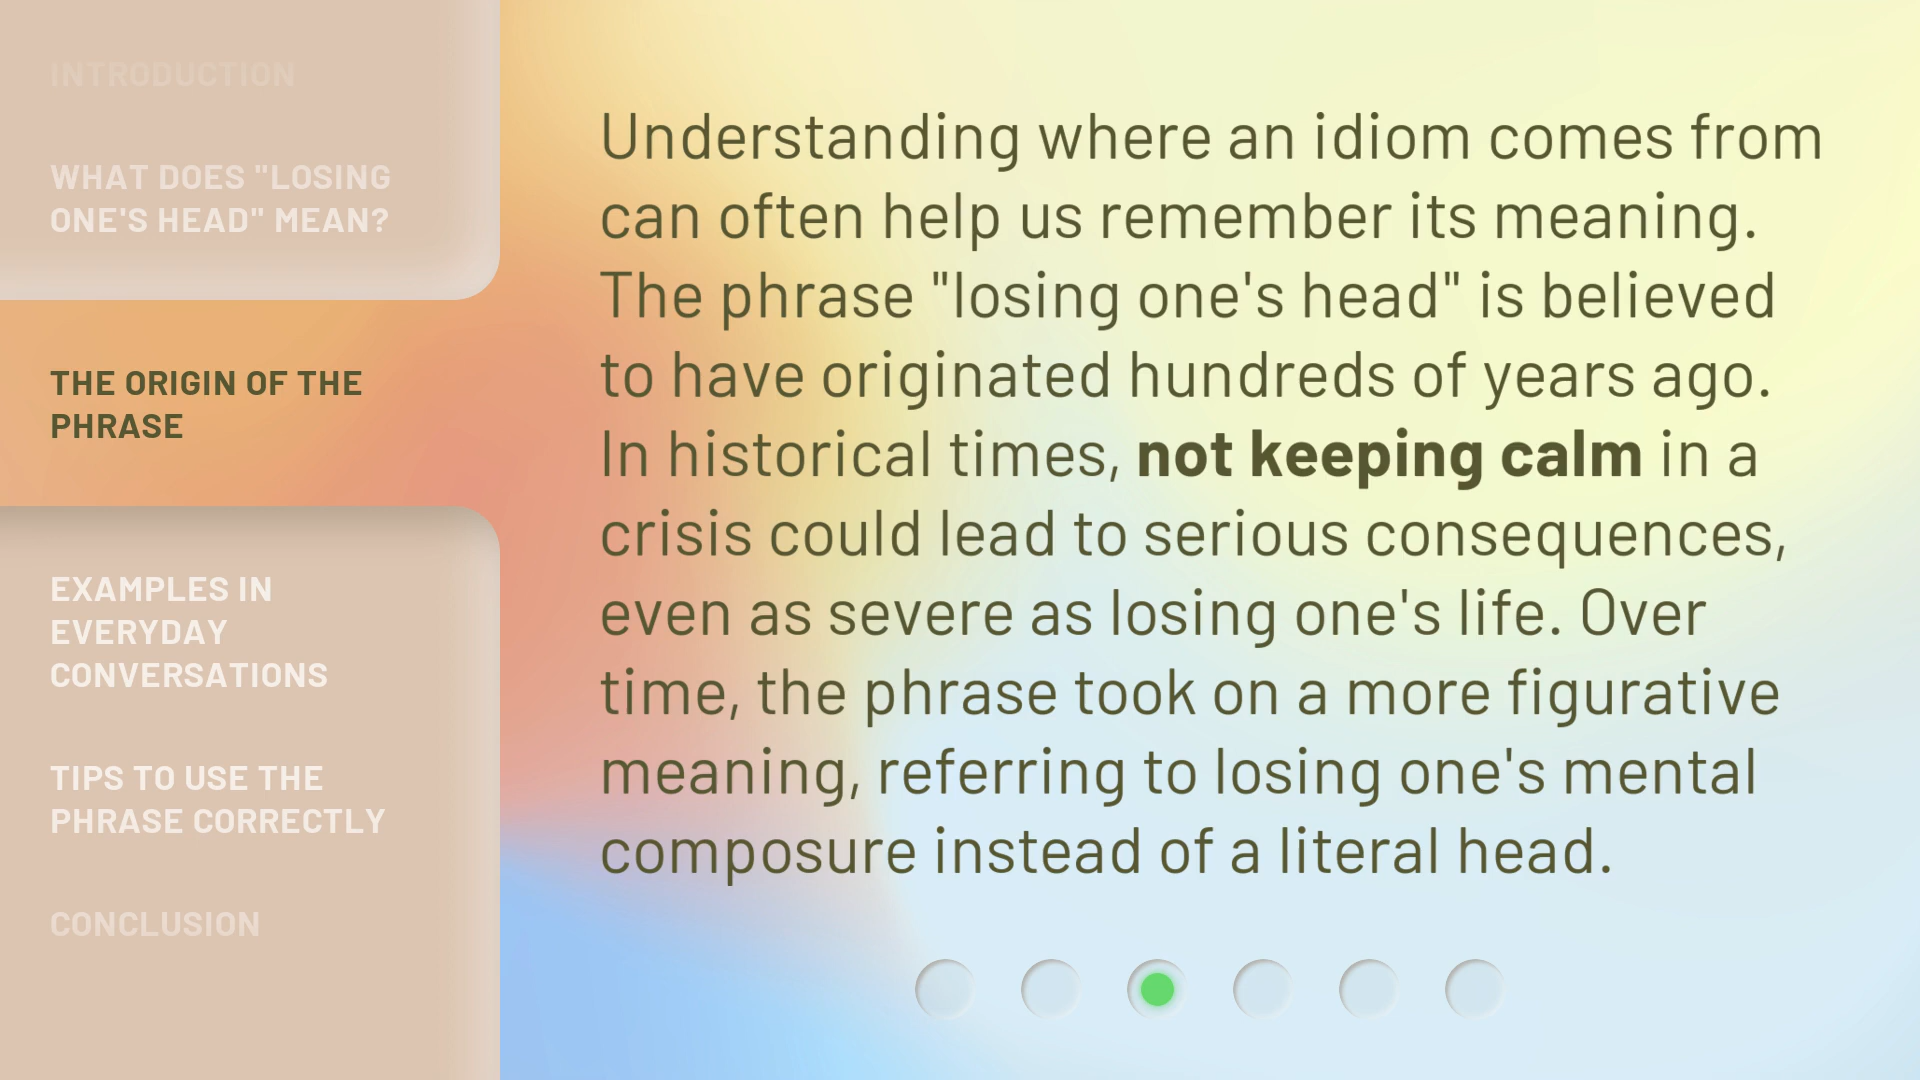 INTRODUCTION
WHAT DOES "LOSING
ONE'S HEAD" MEAN?
THE ORIGIN OF THE
PHRASE
EXAMPLES IN
EVERYDAY
CONVERSATIONS
TIPS TO USE THE
PHRASE CORRECTLY
CONCLUSION
Understanding where an idiom comes from
can often help us remember its meaning.
The phrase "losing one's head" is believed
to have originated hundreds of years ago.
In historical times, not keeping calm in a
crisis could lead to serious consequences,
even as severe as losing one's life. Over
time, the phrase took on a more figurative
meaning, referring to losing one's mental
composure instead of a literal head.